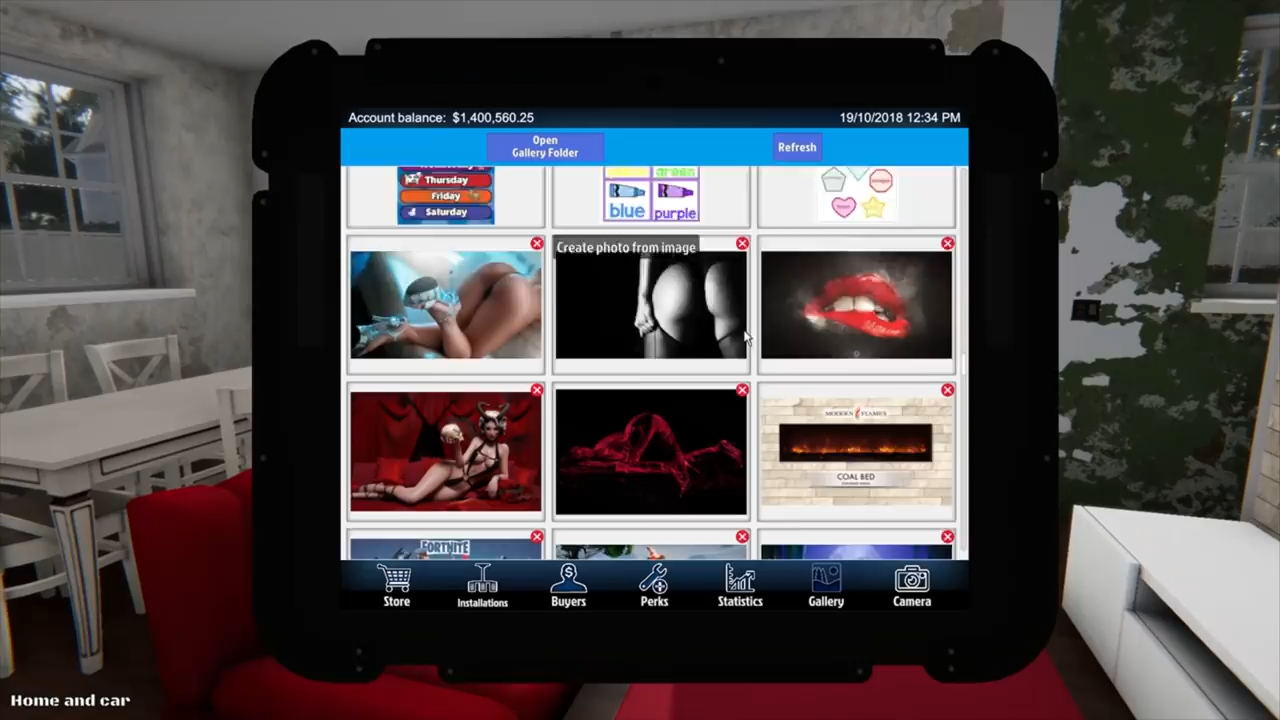 Account balance: $1,400,560.25
19/10/2018 12:34 PM
Open
Gallery Folder
Refresh
Thursday
Friday
Saturday
green
blue
purple
Create photo from image
MODERN FLAMES
COAL BED
FORTNITE
Store
Installations
Buyers
Perks
Statistics
Gallery
Camera
Home and car